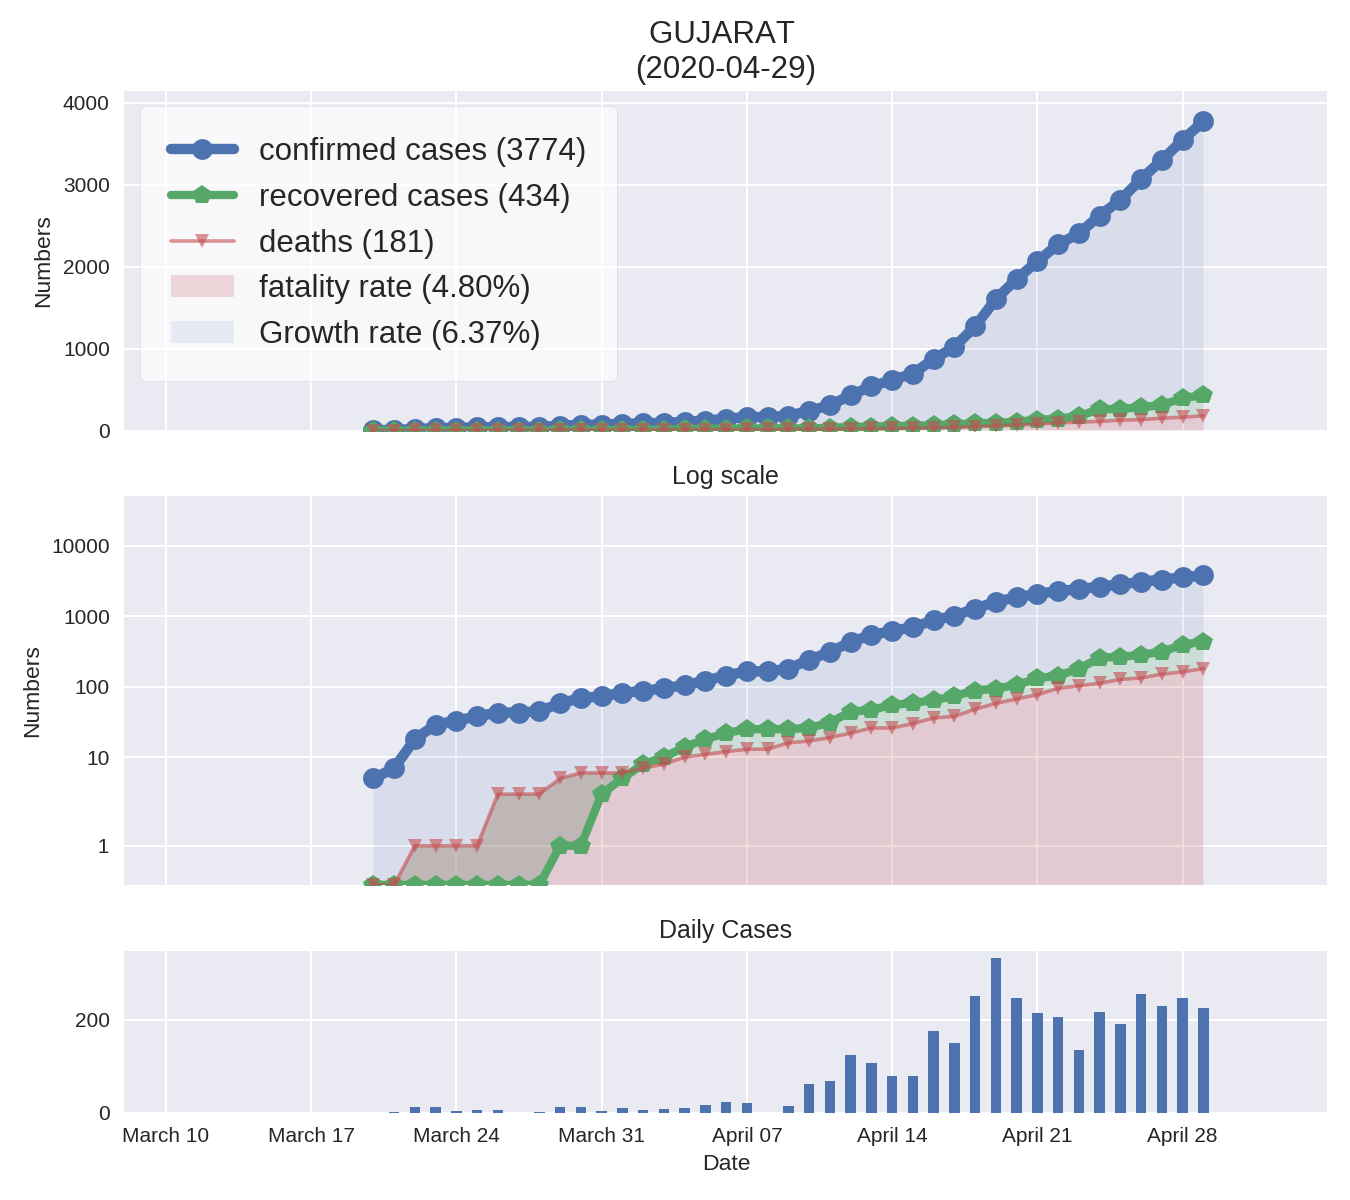 GUJARAT
(2020-04-29)
4000
3000
2000
1000
0
Numbers
confirmed cases (3774)
recovered cases (434)
deaths (181)
fatality rate (4.80%)
Growth rate (6.37%)
Log scale
10000
1000
100
10
1
Numbers
Daily Cases
200
0
March 10 March 17 March 24 March 31 April 07 April 14 April 21 April 28
Date